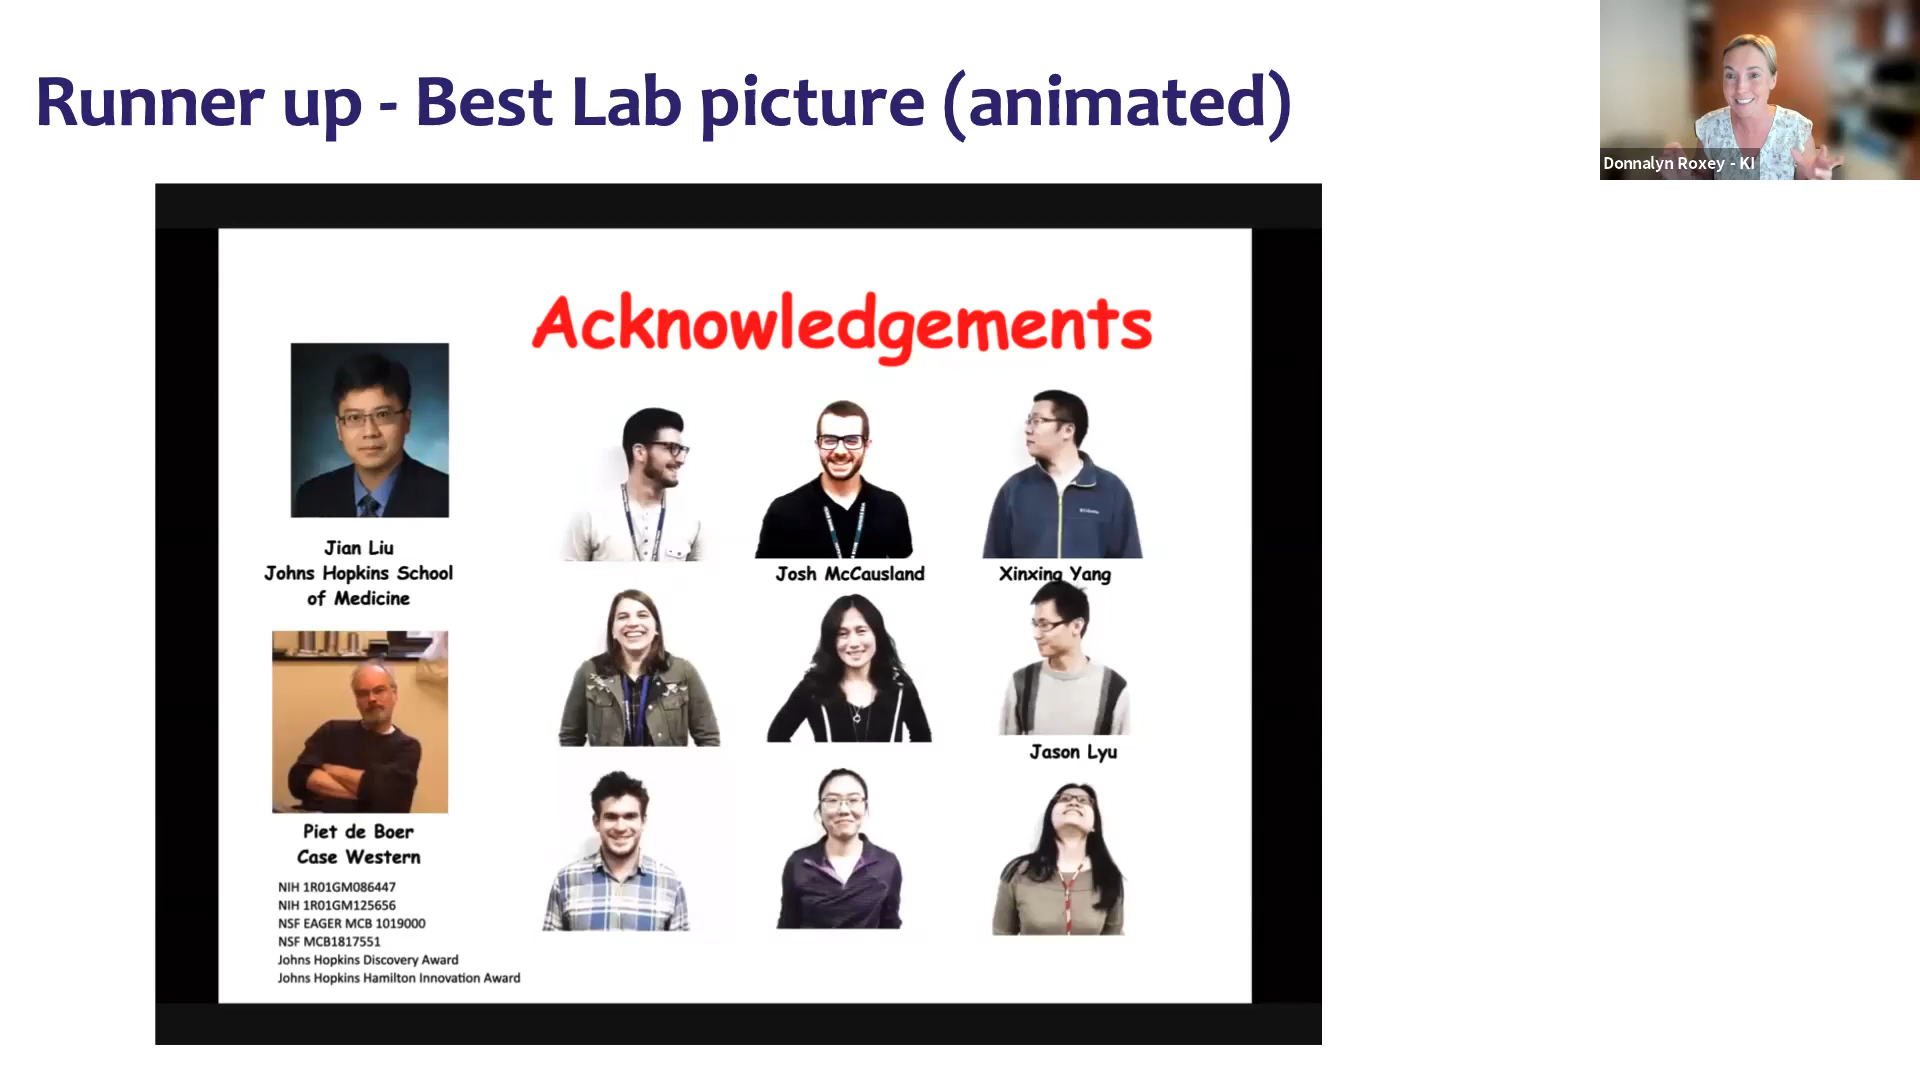 Runner up - Best Lab picture (animated)
Donnalyn Roxey - KI
Acknowledgements
Jian Liu
Johns Hopkins School
of Medicine
Josh McCausland
Xinxing Yang
Jason Lyu
Piet de Boer
Case Western
NIH 1R01GM086447
NIH 1R01GM125656
NSF EAGER MCB 1019000
NSF MCB1817551
Johns Hopkins Discovery Award
Johns Hopkins Hamilton Innovation Award